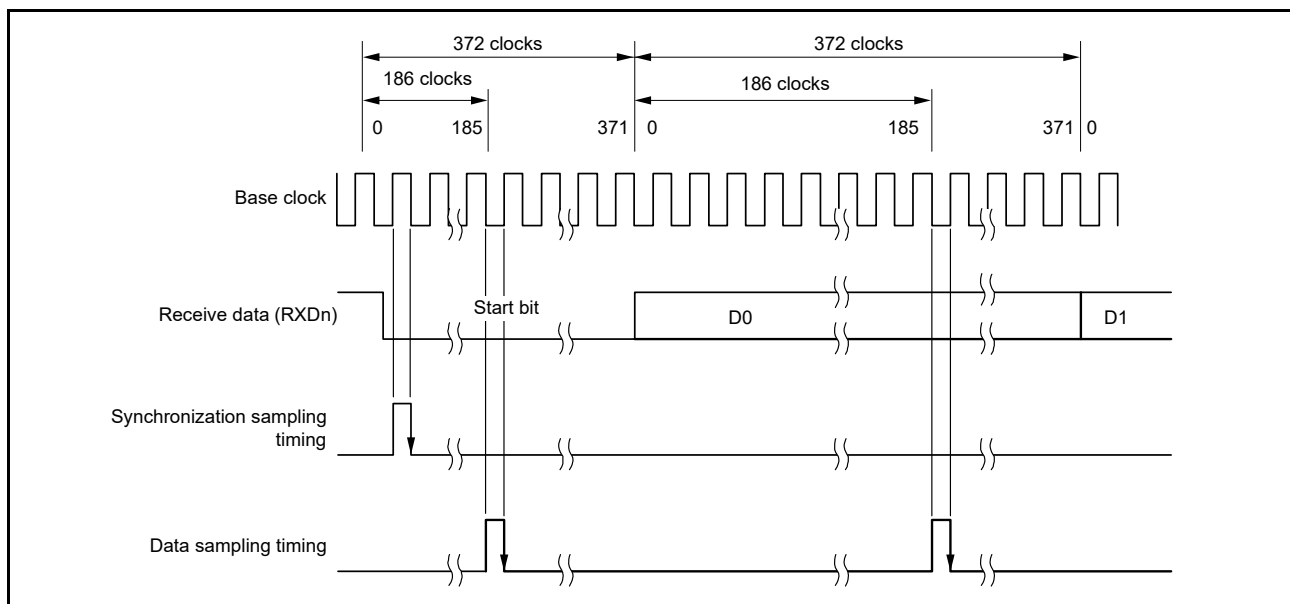 372 clocks
372 clocks
186 clocks
186 clocks
0
185
371
0
185
371
0
Base clock
Receive data (RXDn)
Start bit
D0
D1
Synchronization sampling
timing
Data sampling timing